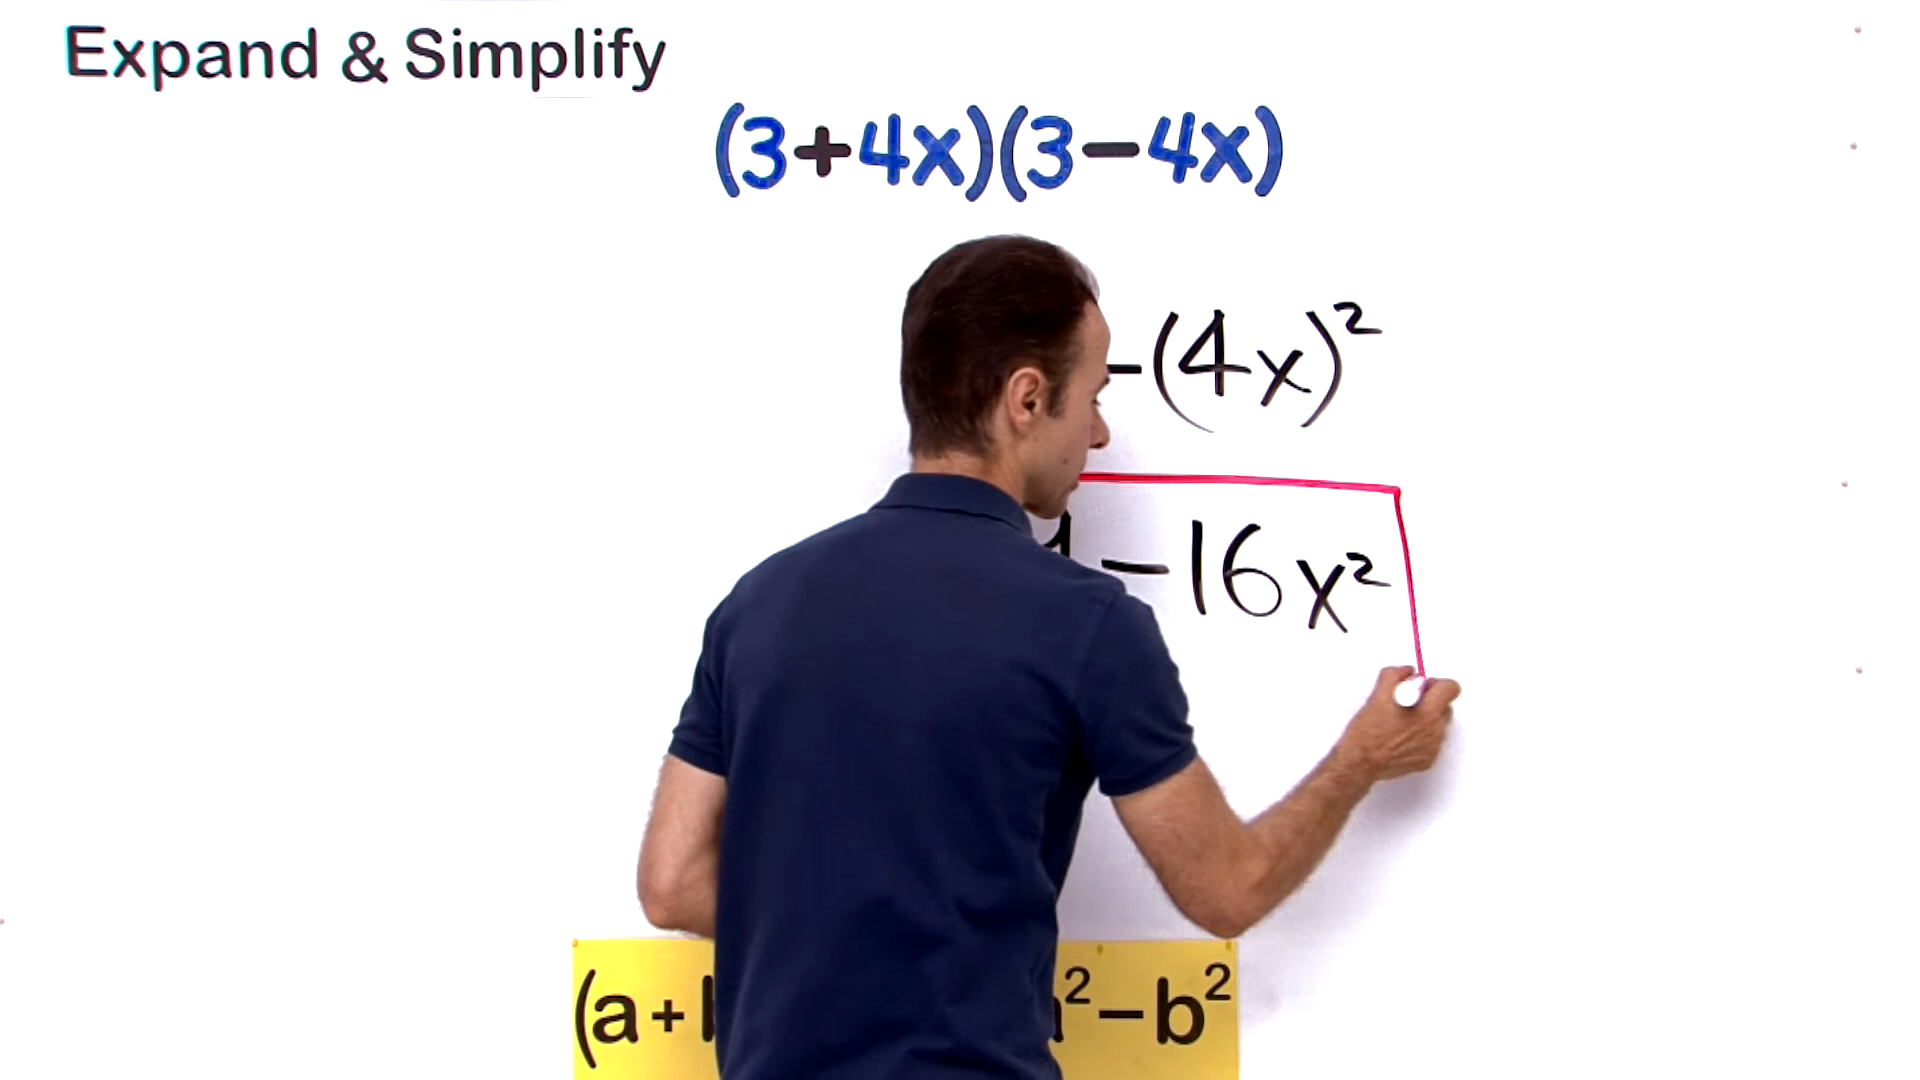 Expand & Simplify
(3+4x)(3-4x)
-(4x)²
-16x²
(a+ ²-b²